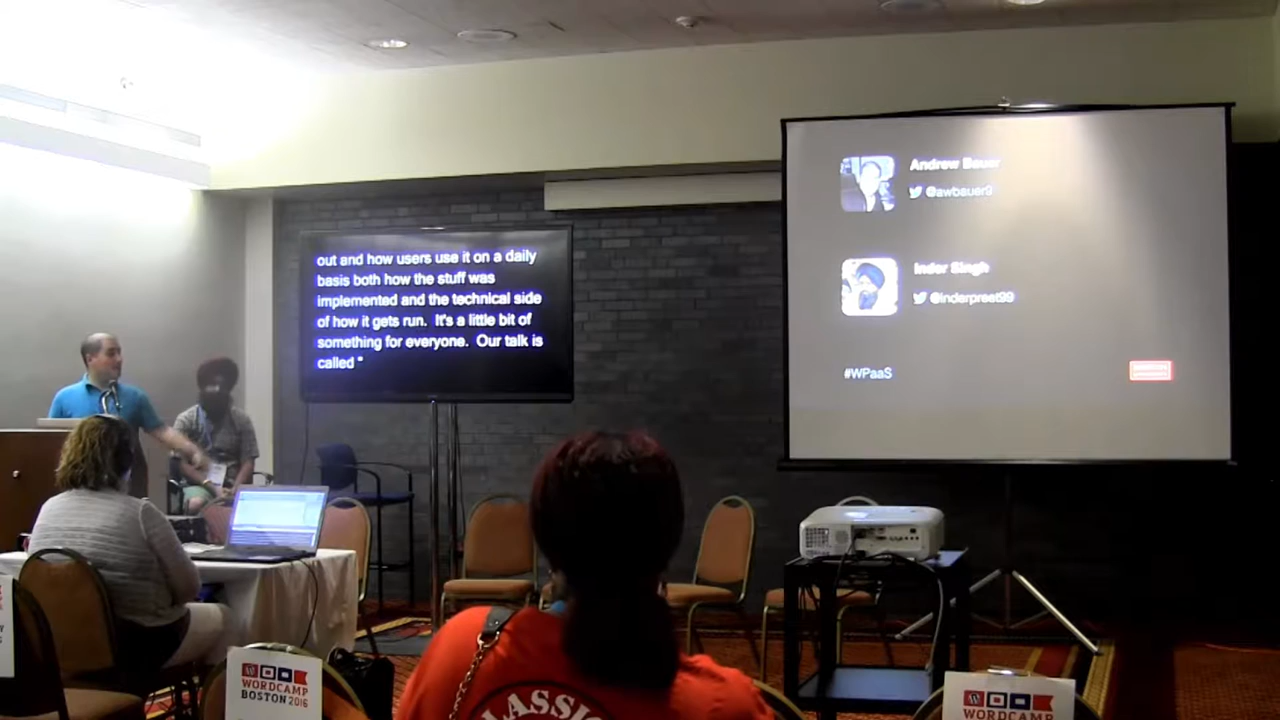 out and how users use it on a daily
basis both how the stuff was
implemented and the technical side
of how it gets run. It's a little bit of
something for everyone. Our talk is
called "
Andrew Bauer
@awbauer9
Inder Singh
@inderpreet99
#WPaaS
WORDCAMP
BOSTON 2016
WORDCAMP
CLASSIC